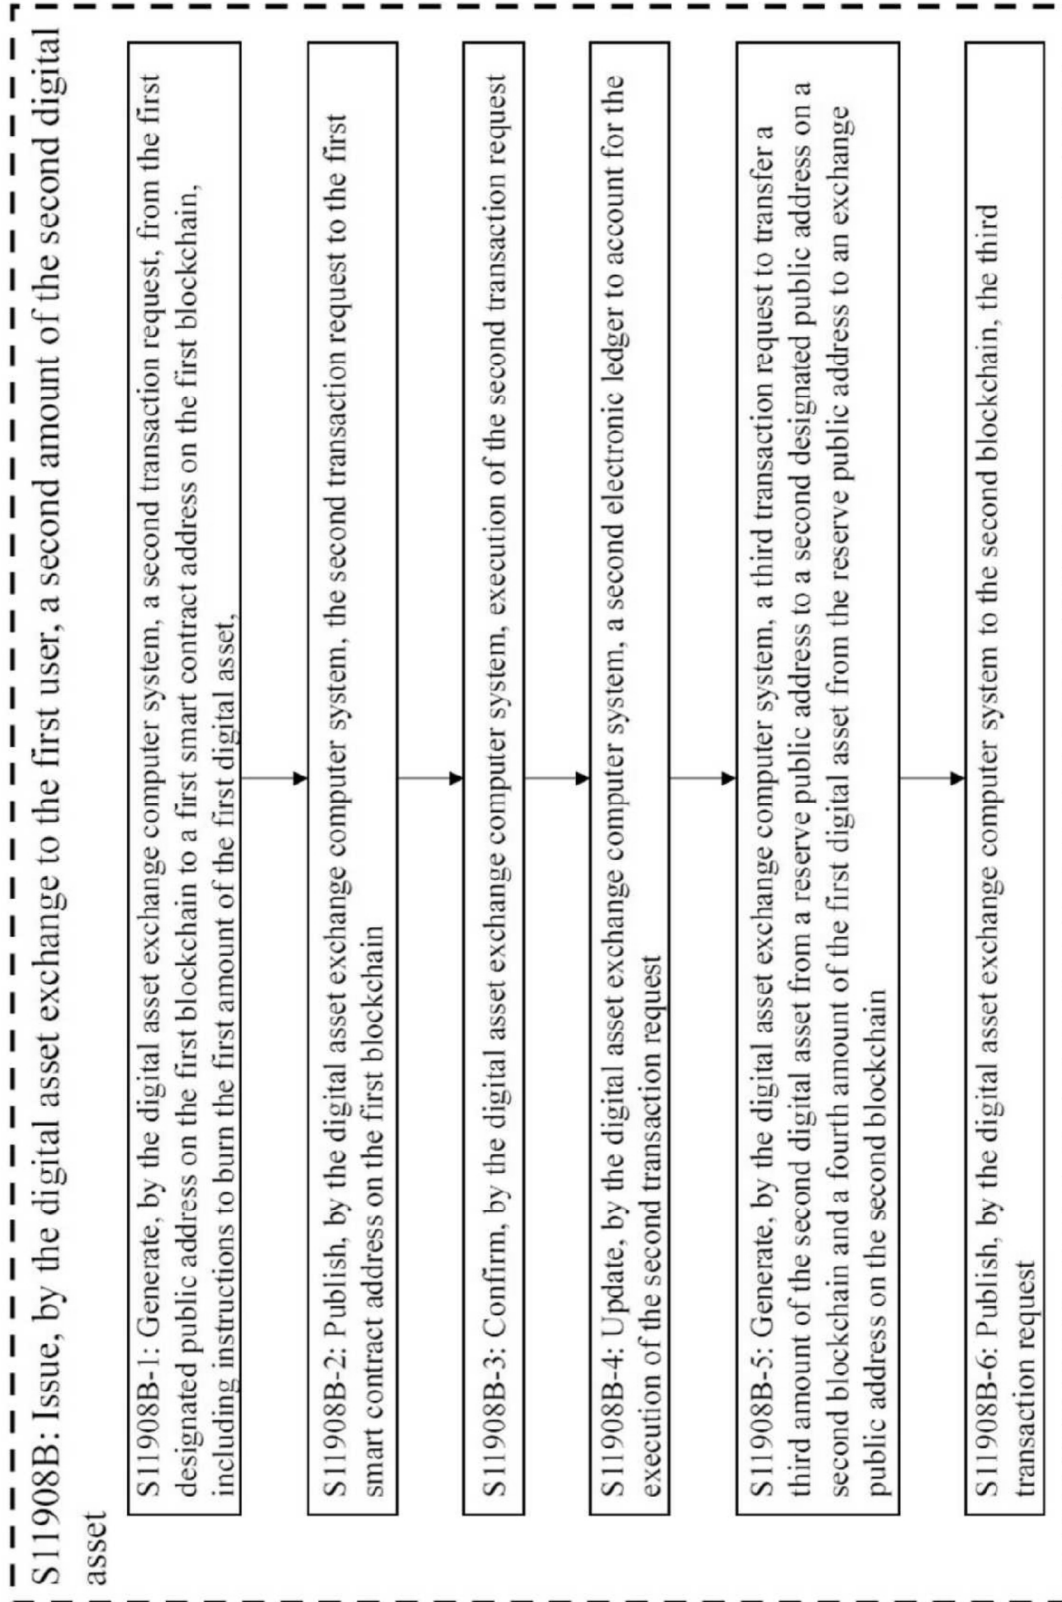 S11908B: Issue, by the digital asset exchange to the first user, a second amount of the second digital
asset
S11908B-1: Generate, by the digital asset exchange computer system, a second transaction request, from the first
designated public address on the first blockchain to a first smart contract address on the first blockchain,
including instructions to burn the first amount of the first digital asset,
S11908B-2: Publish, by the digital asset exchange computer system, the second transaction request to the first
smart contract address on the first blockchain
S11908B-3: Confirm, by the digital asset exchange computer system, execution of the second transaction request
S11908B-4: Update, by the digital asset exchange computer system, a second electronic ledger to account for the
execution of the second transaction request
S11908B-5: Generate, by the digital asset exchange computer system, a third transaction request to transfer a
third amount of the second digital asset from a reserve public address to a second designated public address on a
second blockchain and a fourth amount of the first digital asset from the reserve public address to an exchange
public address on the second blockchain
S11908B-6: Publish, by the digital asset exchange computer system to the second blockchain, the third
transaction request